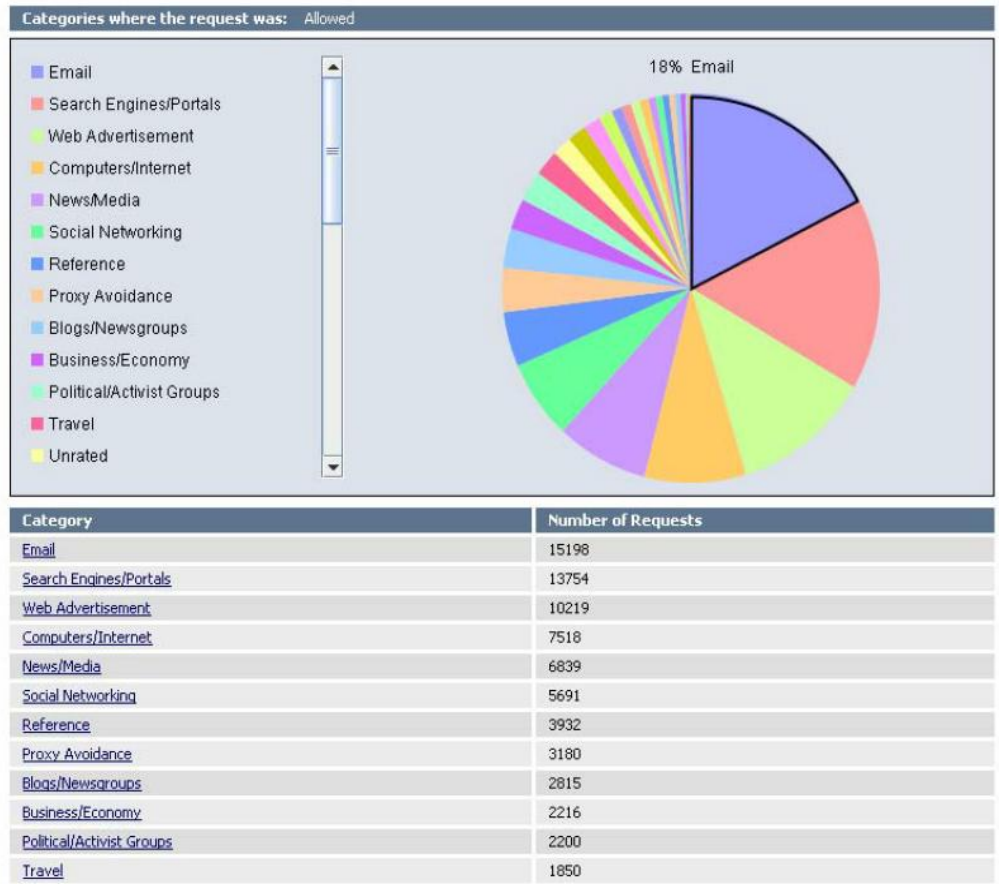 Categories where the request was: Allowed
Email
Search Engines/Portals
Web Advertisement
Computers/Internet
News/Media
Social Networking
Reference
Proxy Avoidance
Blogs/Newsgroups
Business/Economy
Political/Activist Groups
Travel
Unrated
18% Email
Category Number of Requests
Email 15198
Search Engines/Portals 13754
Web Advertisement 10219
Computers/Internet 7518
News/Media 6839
Social Networking 5691
Reference 3932
Proxy Avoidance 3180
Blogs/Newsgroups 2815
Business/Economy 2216
Political/Activist Groups 2200
Travel 1850